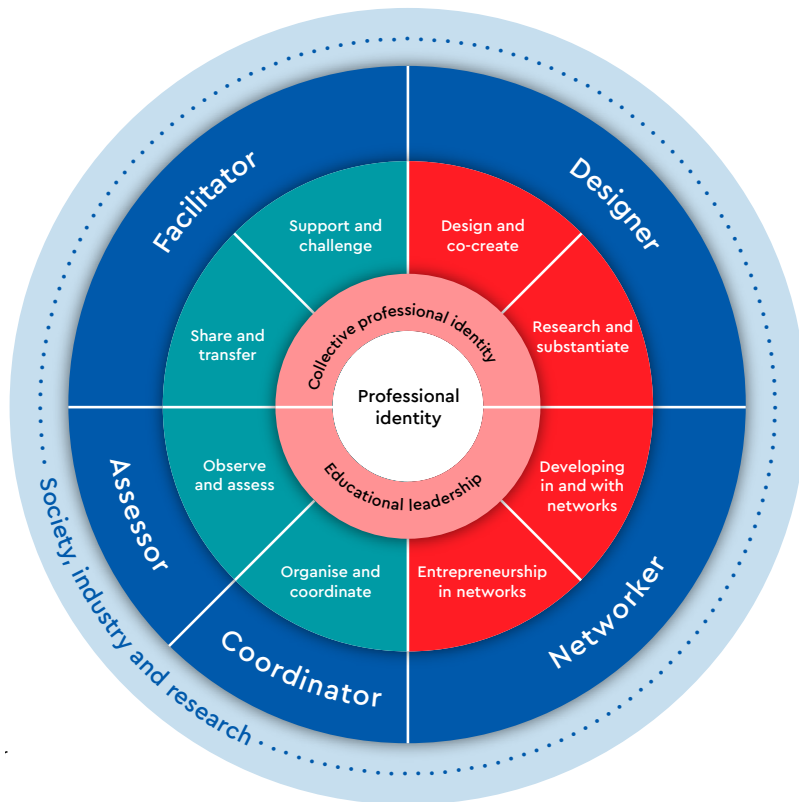 Facilitator
Designer
Support and
challenge
Design and
co-create
Share and
transfer
Research and
substantiate
Collective professional identity
Professional
identity
Educational leadership
Observe
and assess
Developing
in and with
networks
Organise and
coordinate
Entrepreneurship
in networks
Assessor
Coordinator
Networker
Society, industry and research